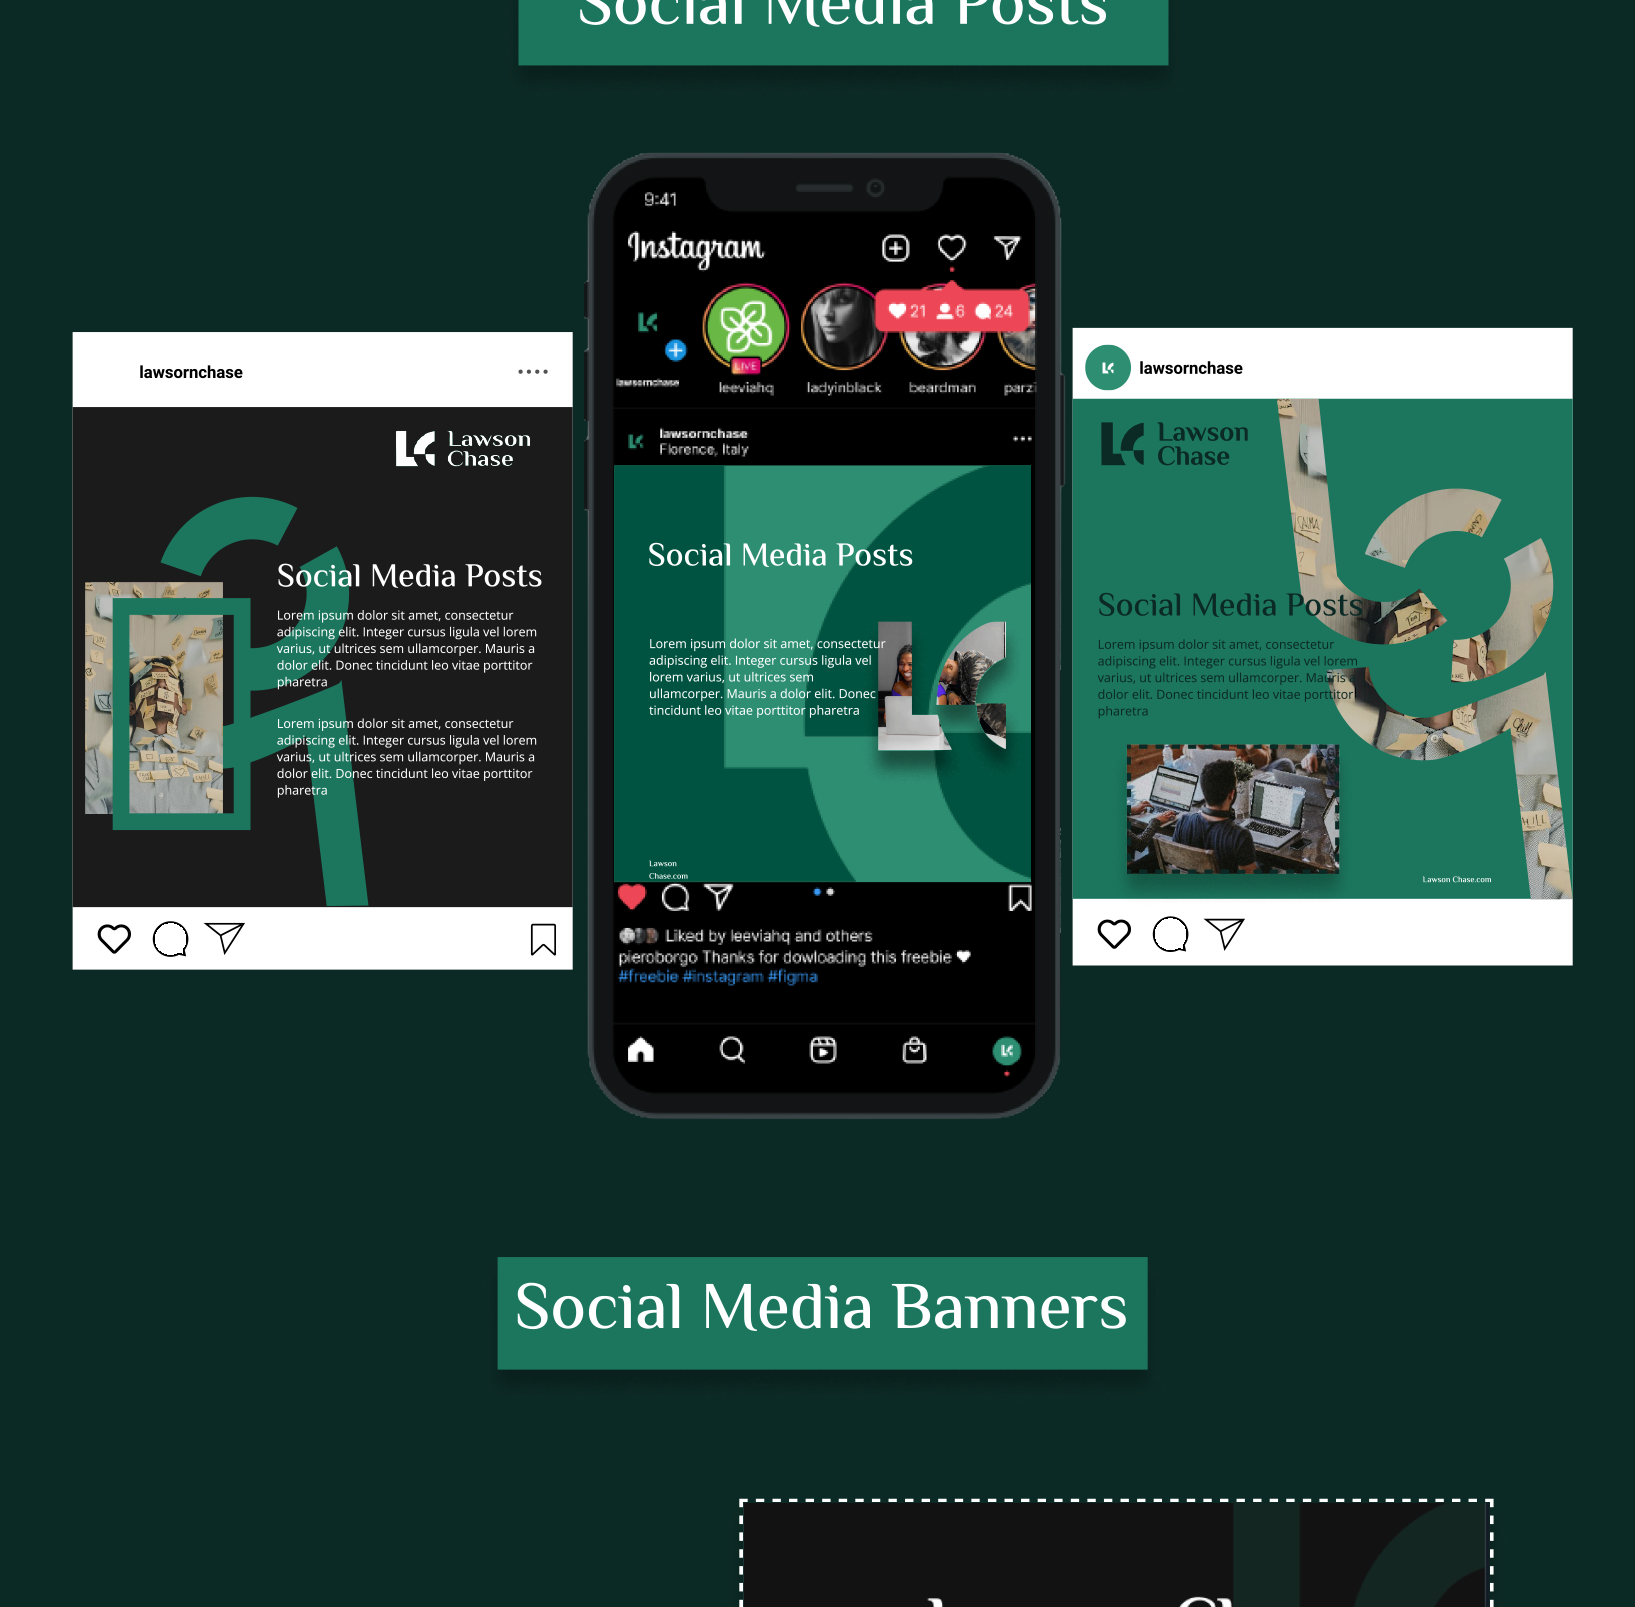 Social Media Posts
lawsornchase
Lawson
Chase
Social Media Posts
Lorem ipsum dolor sit amet, consectetur
adipiscing elit. Integer cursus ligula vel lorem
varius, ut ultrices sem ullamcorper. Mauris a
dolor elit. Donec tincidunt leo vitae porttitor
pharetra
Lorem ipsum dolor sit amet, consectetur
adipiscing elit. Integer cursus ligula vel lorem
varius, ut ultrices sem ullamcorper. Mauris a
dolor elit. Donec tincidunt leo vitae porttitor
pharetra
9:41
Instagram
21 6 24
LIVE
lawsornchase leeviahq ladyinblack beardman parzi
lawsornchase
Florence, Italy
Social Media Posts
Lorem ipsum dolor sit amet, consectetur
adipiscing elit. Integer cursus ligula vel
lorem varius, ut ultrices sem
ullamcorper. Mauris a dolor elit. Donec
tincidunt leo vitae porttitor pharetra
Lawson
Chase.com
Liked by leeviahq and others
pieroborgo Thanks for dowloading this freebie
#freebie #instagram #figma
lawsornchase
Lawson
Chase
Social Media Posts
Lorem ipsum dolor sit amet, consectetur
adipiscing elit. Integer cursus ligula vel lorem
varius, ut ultrices sem ullamcorper. Mauris a
dolor elit. Donec tincidunt leo vitae porttitor
pharetra
Lawson Chase.com
Social Media Banners